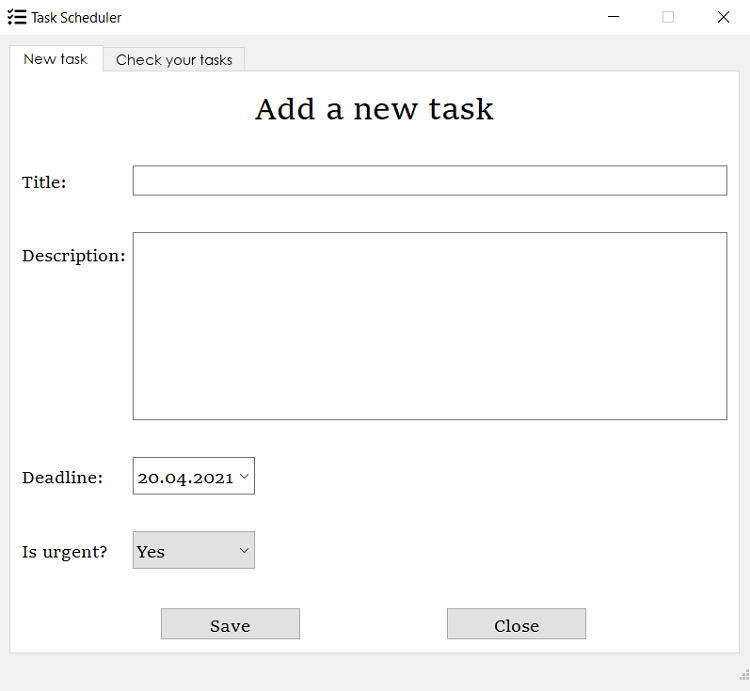 Task Scheduler
New task
Check your tasks
Add a new task
Title:
Description:
Deadline:
20.04.2021
Is urgent?
Yes
Save
Close